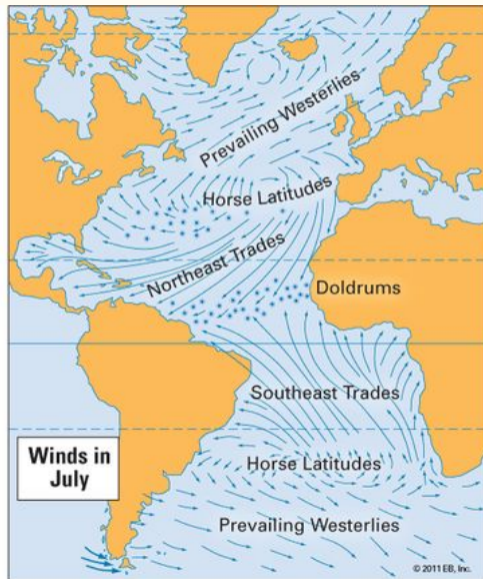 Prevailing Westerlies
Horse Latitudes
Northeast Trades
Doldrums
Southeast Trades
Winds in
July
Horse Latitudes
Prevailing Westerlies
© 2011 EB, Inc.